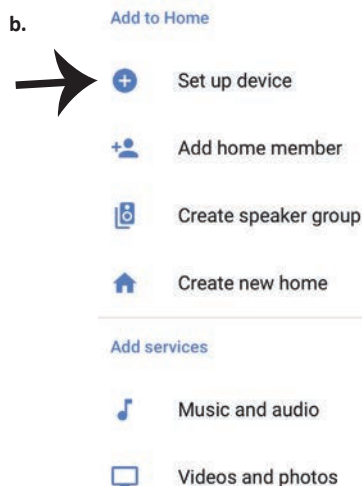 b.
Add to Home
Set up device
Add home member
Create speaker group
Create new home
Add services
Music and audio
Videos and photos